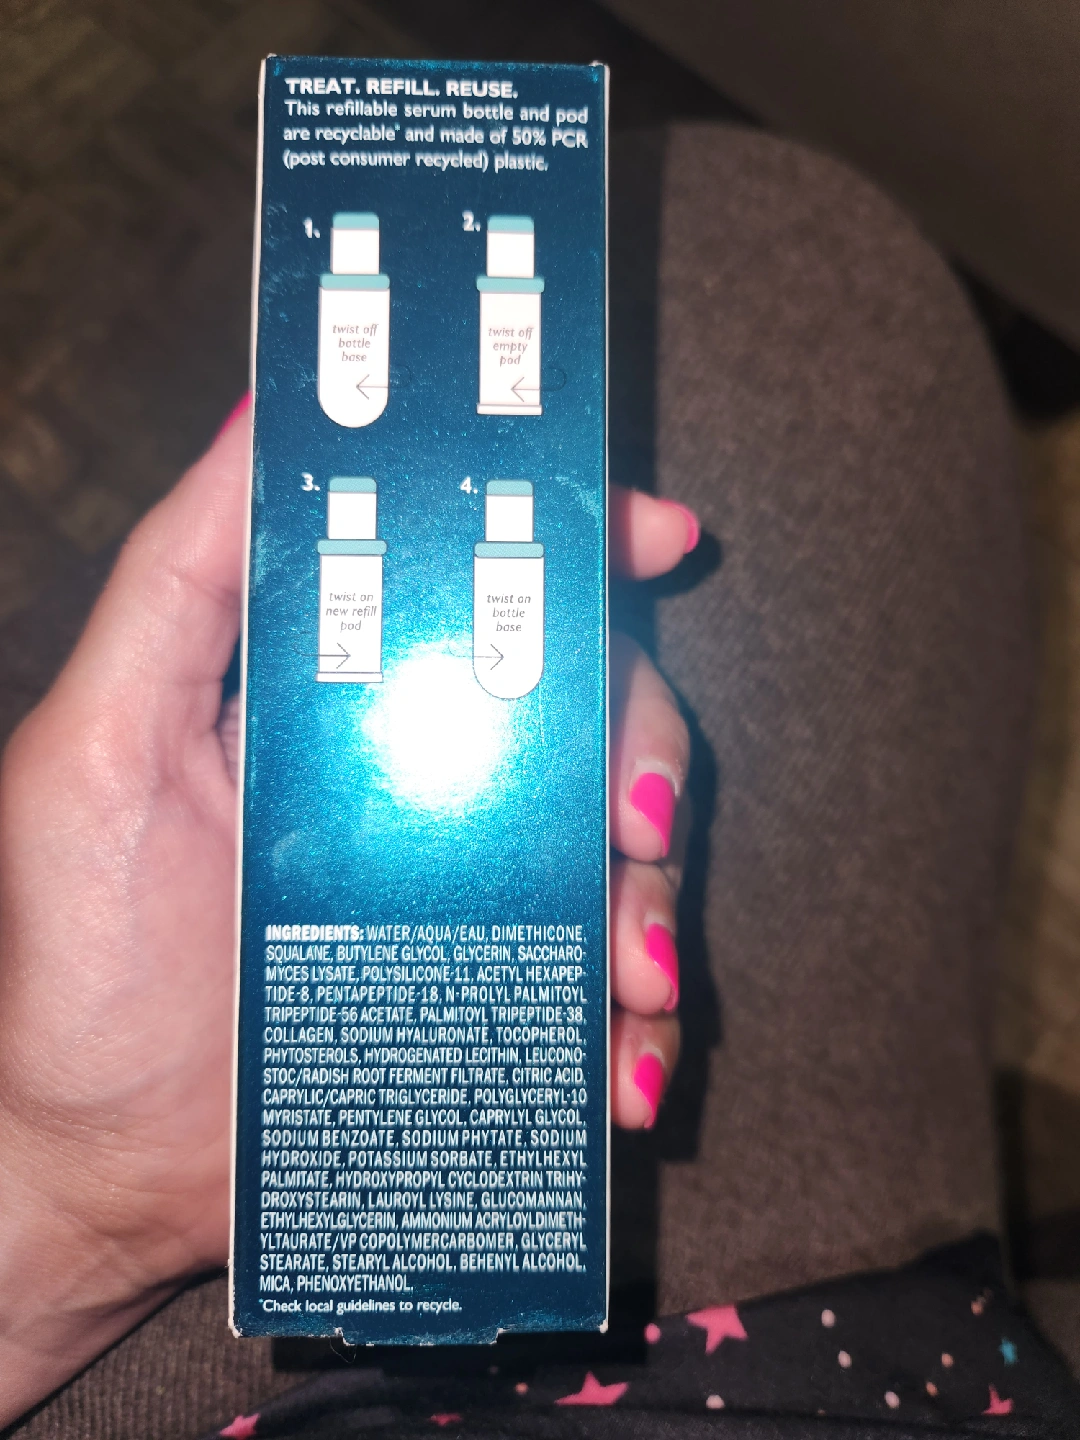 TREAT. REFILL. REUSE.
This refillable serum bottle and pod
are recyclable* and made of 50% PCR
(post consumer recycled) plastic.
1.
twist off
bottle
base
2.
twist off
empty
pod
3.
twist on
new refill
pod
4.
twist on
bottle
base
INGREDIENTS: WATER/AQUA/EAU, DIMETHICONE,
SQUALANE, BUTYLENE GLYCOL, GLYCERIN, SACCHARO-
MYCES LYSATE, POLYSILICONE-11, ACETYL HEXAPEP-
TIDE-8, PENTAPEPTIDE-18, N-PROLYL PALMITOYL
TRIPEPTIDE-56 ACETATE, PALMITOYL TRIPEPTIDE-38,
COLLAGEN, SODIUM HYALURONATE, TOCOPHEROL,
PHYTOSTEROLS, HYDROGENATED LECITHIN, LEUCONO-
STOC/RADISH ROOT FERMENT FILTRATE, CITRIC ACID,
CAPRYLIC/CAPRIC TRIGLYCERIDE, POLYGLYCERYL-10
MYRISTATE, PENTYLENE GLYCOL, CAPRYLYL GLYCOL,
SODIUM BENZOATE, SODIUM PHYTATE, SODIUM
HYDROXIDE, POTASSIUM SORBATE, ETHYLHEXYL
PALMITATE, HYDROXYPROPYL CYCLODEXTRIN TRIHY-
DROXYSTEARIN, LAUROYL LYSINE, GLUCOMANNAN,
ETHYLHEXYLGLYCERIN, AMMONIUM ACRYLOYLDIMETH-
YLTAURATE/VP COPOLYMERCARBOMER, GLYCERYL
STEARATE, STEARYL ALCOHOL, BEHENYL ALCOHOL,
MICA, PHENOXYETHANOL.
*Check local guidelines to recycle.